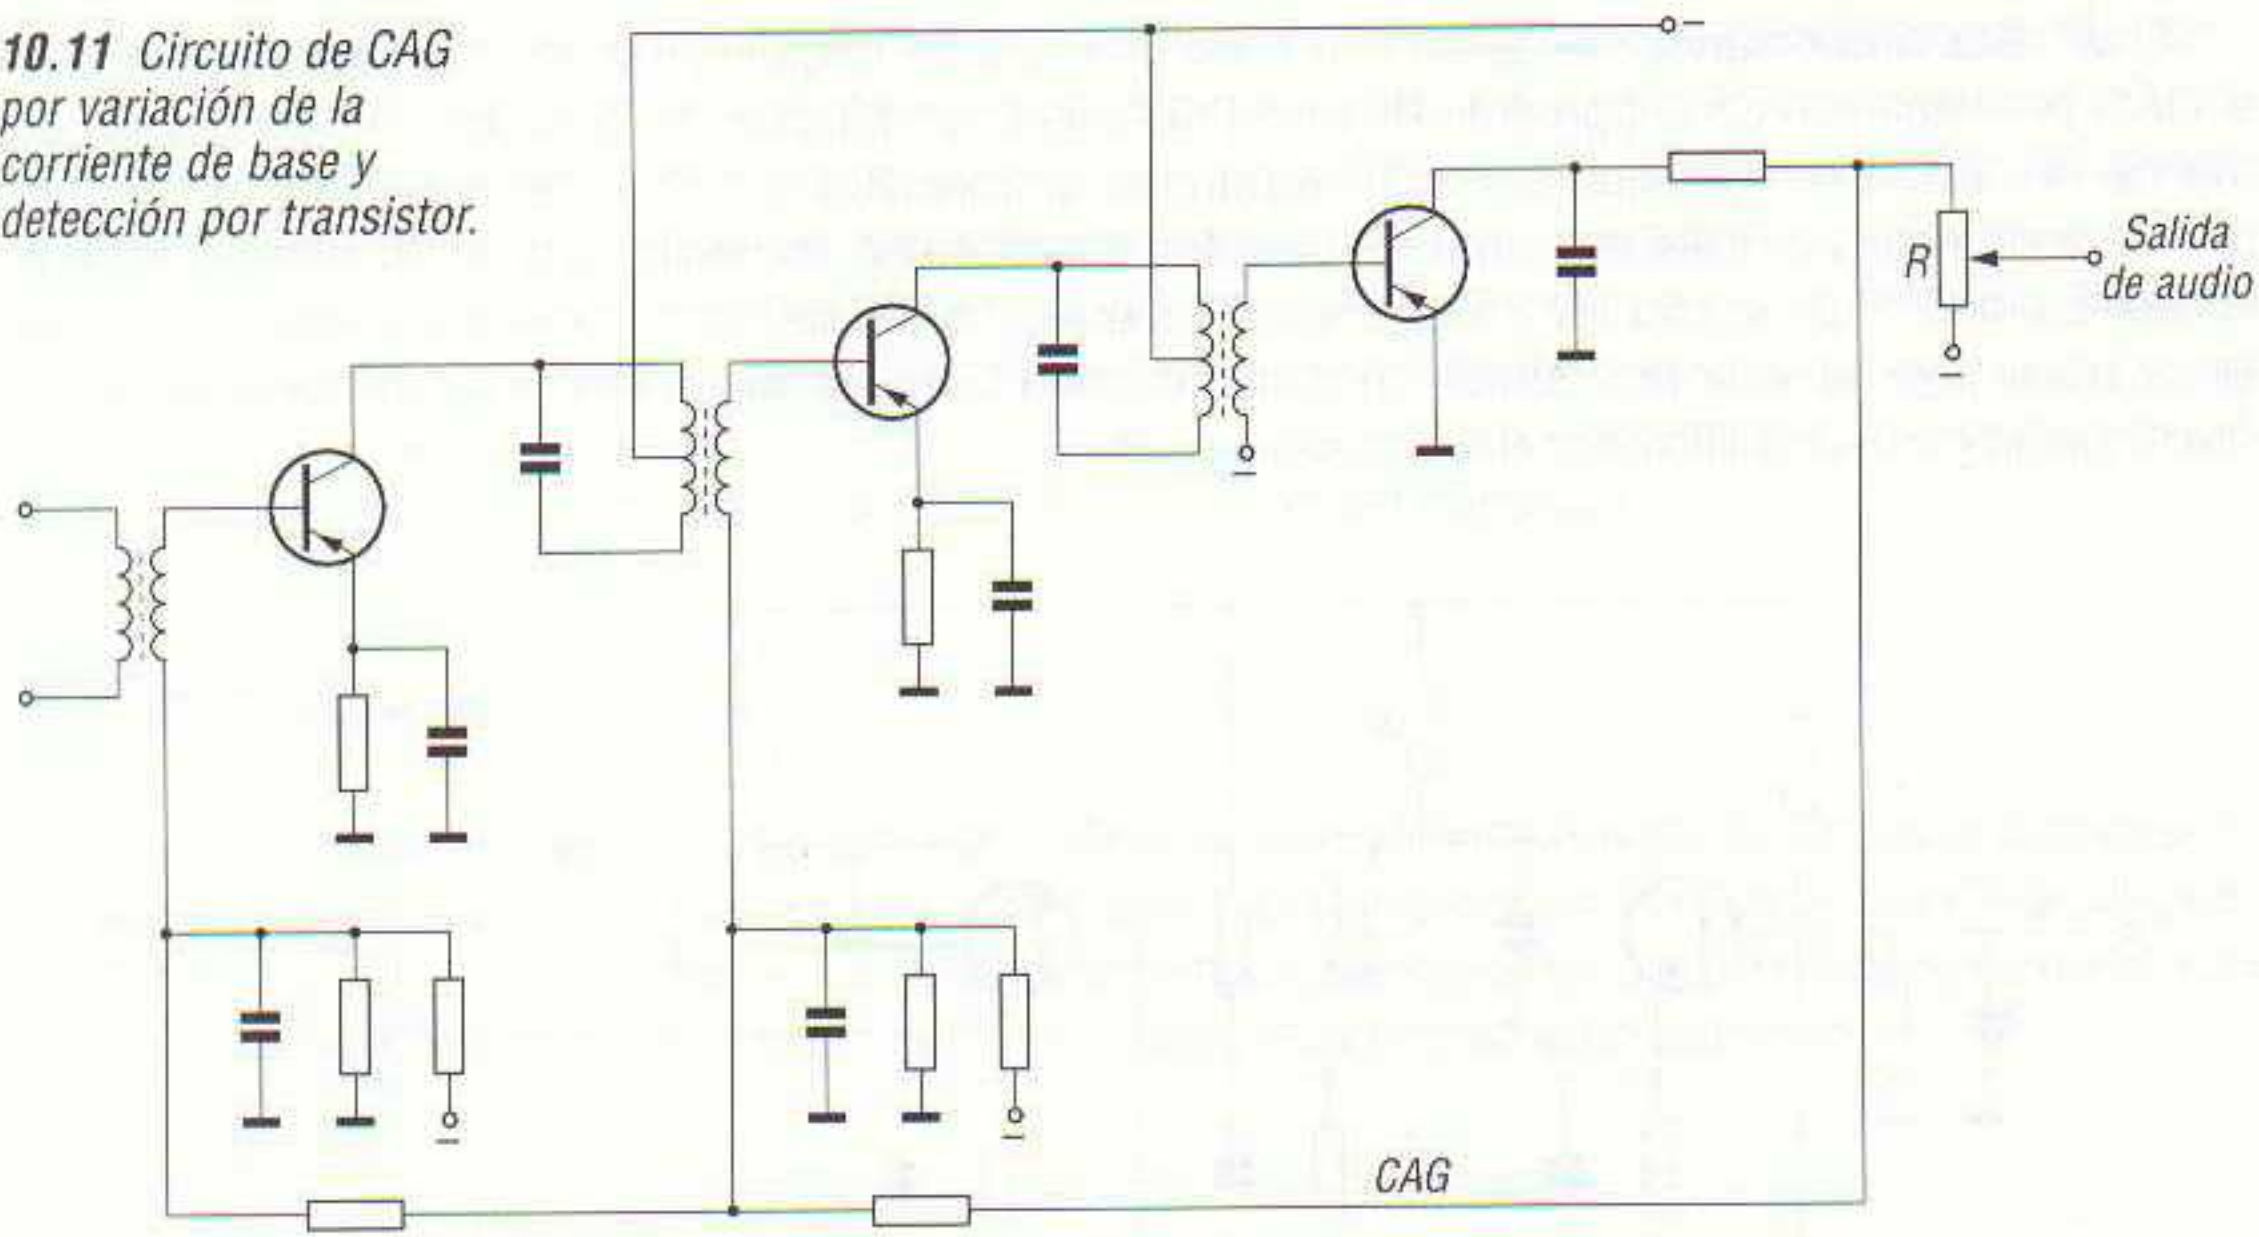 10.11 Circuito de CAG
por variación de la
corriente de base y
detección por transistor.
−
R
Salida
de audio
−
−
−
−
CAG